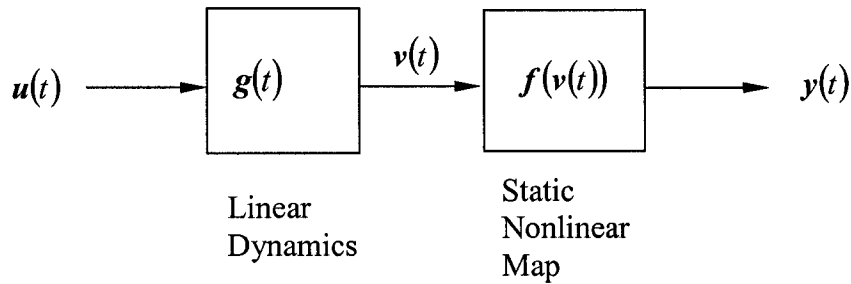 u(t)
g(t)
v(t)
f(v(t))
y(t)
Linear
Dynamics
Static
Nonlinear
Map